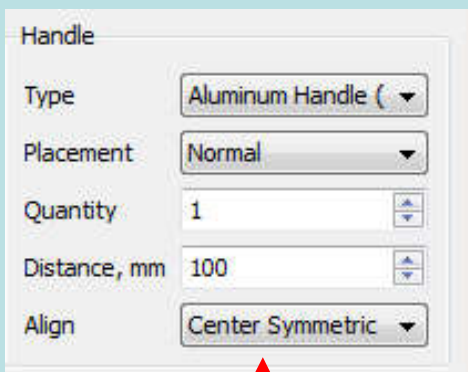 Handle
Type Aluminum Handle (
Placement Normal
Quantity 1
Distance, mm 100
Align Center Symmetric